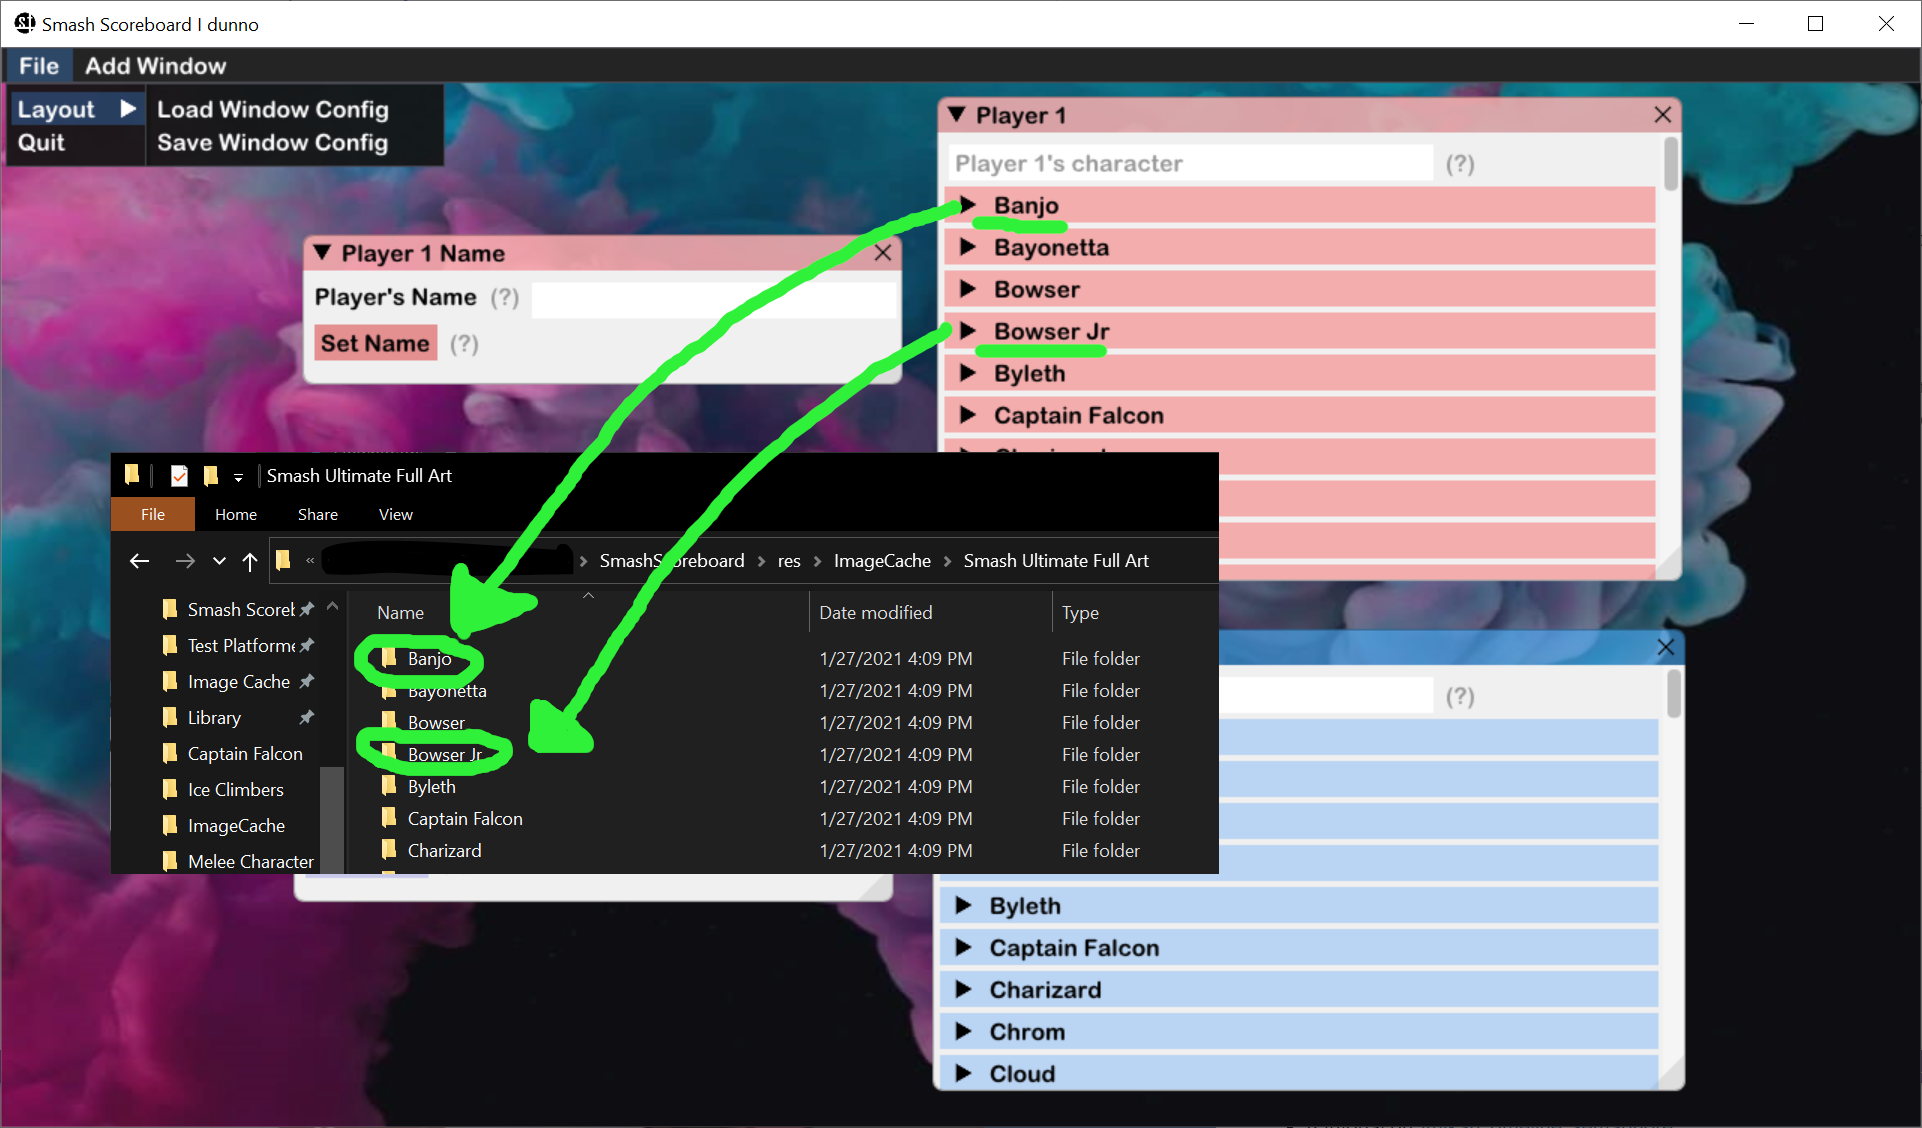 Smash Scoreboard I dunno
File Add Window
Layout Load Window Config
Quit Save Window Config
Player 1
Player 1's character (?)
Banjo
Bayonetta
Bowser
Bowser Jr
Byleth
Captain Falcon
Player 1 Name
Player's Name (?)
Set Name (?)
Smash Ultimate Full Art
File Home Share View
« SmashScoreboard > res > ImageCache > Smash Ultimate Full Art
Name Date modified Type
Banjo 1/27/2021 4:09 PM File folder
Bayonetta 1/27/2021 4:09 PM File folder
Bowser 1/27/2021 4:09 PM File folder
Bowser Jr 1/27/2021 4:09 PM File folder
Byleth 1/27/2021 4:09 PM File folder
Captain Falcon 1/27/2021 4:09 PM File folder
Charizard 1/27/2021 4:09 PM File folder
Smash Scoreb
Test Platforme
Image Cache
Library
Captain Falcon
Ice Climbers
ImageCache
Melee Character
(?)
Byleth
Captain Falcon
Charizard
Chrom
Cloud